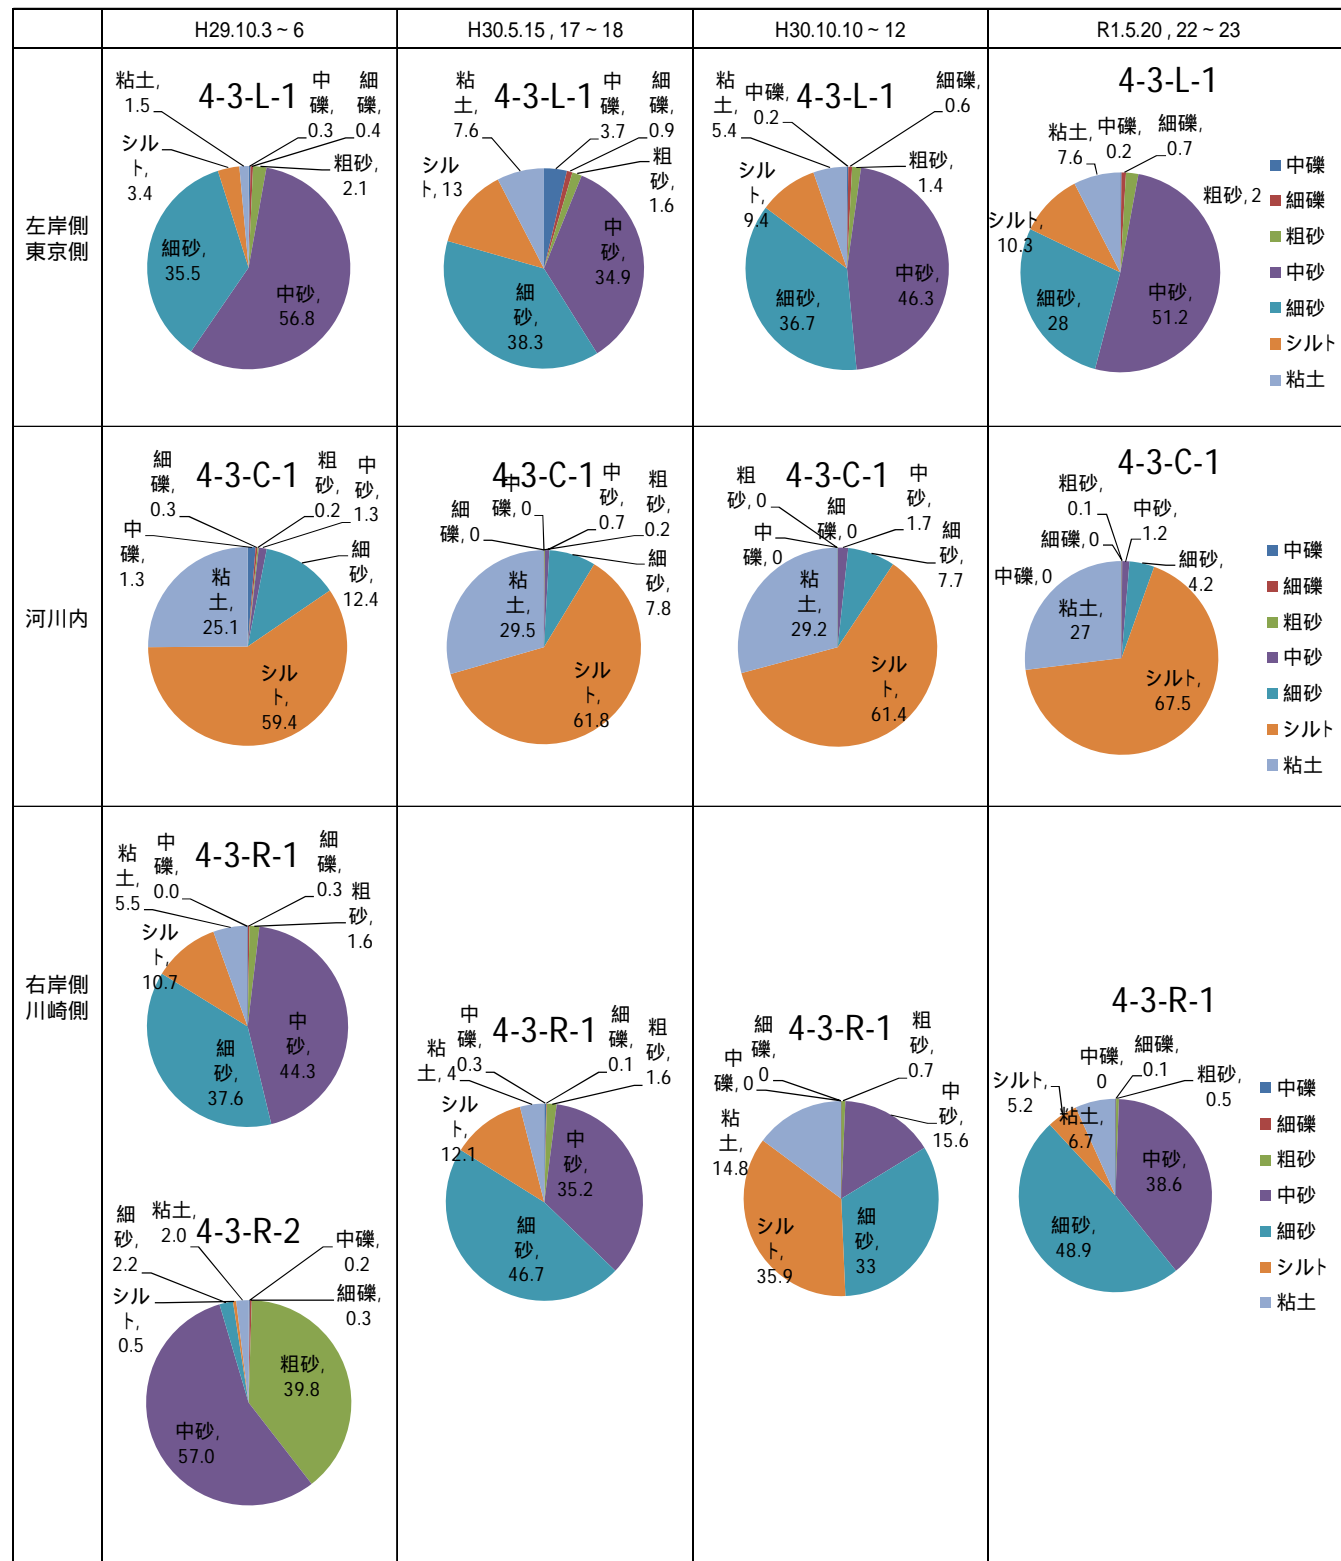 H29.10.3 ~ 6
H30.5.15 , 17 ~ 18
H30.10.10 ~ 12
R1.5.20 , 22 ~ 23
左岸側
東京側
4-3-L-1
粘土,
1.5
中
礫,
0.3
細
礫,
0.4
シル
ト,
3.4
粗砂,
2.1
細砂,
35.5
中砂,
56.8
4-3-L-1
粘
土,
7.6
中
礫,
3.7
細
礫,
0.9
シル
ト, 13
粗
砂,
1.6
中
砂,
34.9
細
砂,
38.3
4-3-L-1
粘
土,
5.4
中礫,
0.2
細礫,
0.6
シル
ト,
9.4
粗砂,
1.4
中砂,
46.3
細砂,
36.7
4-3-L-1
粘土,
7.6
中礫,
0.2
細礫,
0.7
粗砂, 2
シルト,
10.3
細砂,
28
中砂,
51.2
中礫
細礫
粗砂
中砂
細砂
シルト
粘土
河川内
4-3-C-1
細
礫,
0.3
粗
砂,
0.2
中
砂,
1.3
中
礫,
1.3
細
砂,
12.4
粘
土,
25.1
シル
ト,
59.4
4-3-C-1
中
礫, 0
中
砂,
0.7
粗
砂,
0.2
細
礫, 0
細
砂,
7.8
粘
土,
29.5
シル
ト,
61.8
4-3-C-1
粗
砂, 0
細
礫, 0
中
砂,
1.7
中
礫, 0
細
砂,
7.7
粘
土,
29.2
シル
ト,
61.4
4-3-C-1
粗砂,
0.1
中砂,
1.2
細礫, 0
細砂,
4.2
中礫, 0
粘土,
27
シルト,
67.5
中礫
細礫
粗砂
中砂
細砂
シルト
粘土
右岸側
川崎側
4-3-R-1
粘
土,
5.5
中
礫,
0.0
細
礫,
0.3
粗
砂,
1.6
シル
ト,
10.7
中
砂,
44.3
細
砂,
37.6
4-3-R-2
細
砂,
2.2
粘土,
2.0
中礫,
0.2
シル
ト,
0.5
細礫,
0.3
粗砂,
39.8
中砂,
57.0
4-3-R-1
粘
土, 4
中
礫,
0.3
細
礫,
0.1
粗
砂,
1.6
シル
ト,
12.1
中
砂,
35.2
細
砂,
46.7
4-3-R-1
細
礫,
0
粗
砂,
0.7
中
礫, 0
中
砂,
15.6
粘
土,
14.8
シル
ト,
35.9
細
砂,
33
4-3-R-1
中礫,
0
細礫,
0.1
粗砂,
0.5
シルト,
5.2
粘土,
6.7
中砂,
38.6
細砂,
48.9
中礫
細礫
粗砂
中砂
細砂
シルト
粘土